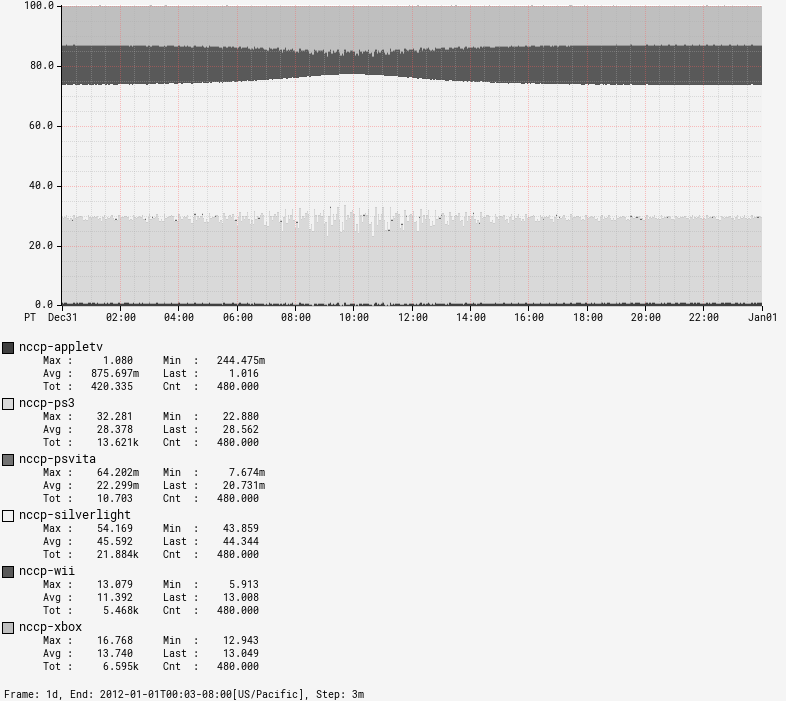 100.0
80.0
60.0
40.0
20.0
0.0
PT Dec31 02:00 04:00 06:00 08:00 10:00 12:00 14:00 16:00 18:00 20:00 22:00 Jan01
nccp-appletv
Max : 1.080 Min : 244.475m
Avg : 875.697m Last : 1.016
Tot : 420.335 Cnt : 480.000
nccp-ps3
Max : 32.281 Min : 22.880
Avg : 28.378 Last : 28.562
Tot : 13.621k Cnt : 480.000
nccp-psvita
Max : 64.202m Min : 7.674m
Avg : 22.299m Last : 20.731m
Tot : 10.703 Cnt : 480.000
nccp-silverlight
Max : 54.169 Min : 43.859
Avg : 45.592 Last : 44.344
Tot : 21.884k Cnt : 480.000
nccp-wii
Max : 13.079 Min : 5.913
Avg : 11.392 Last : 13.008
Tot : 5.468k Cnt : 480.000
nccp-xbox
Max : 16.768 Min : 12.943
Avg : 13.740 Last : 13.049
Tot : 6.595k Cnt : 480.000
Frame: 1d, End: 2012-01-01T00:03-08:00[US/Pacific], Step: 3m